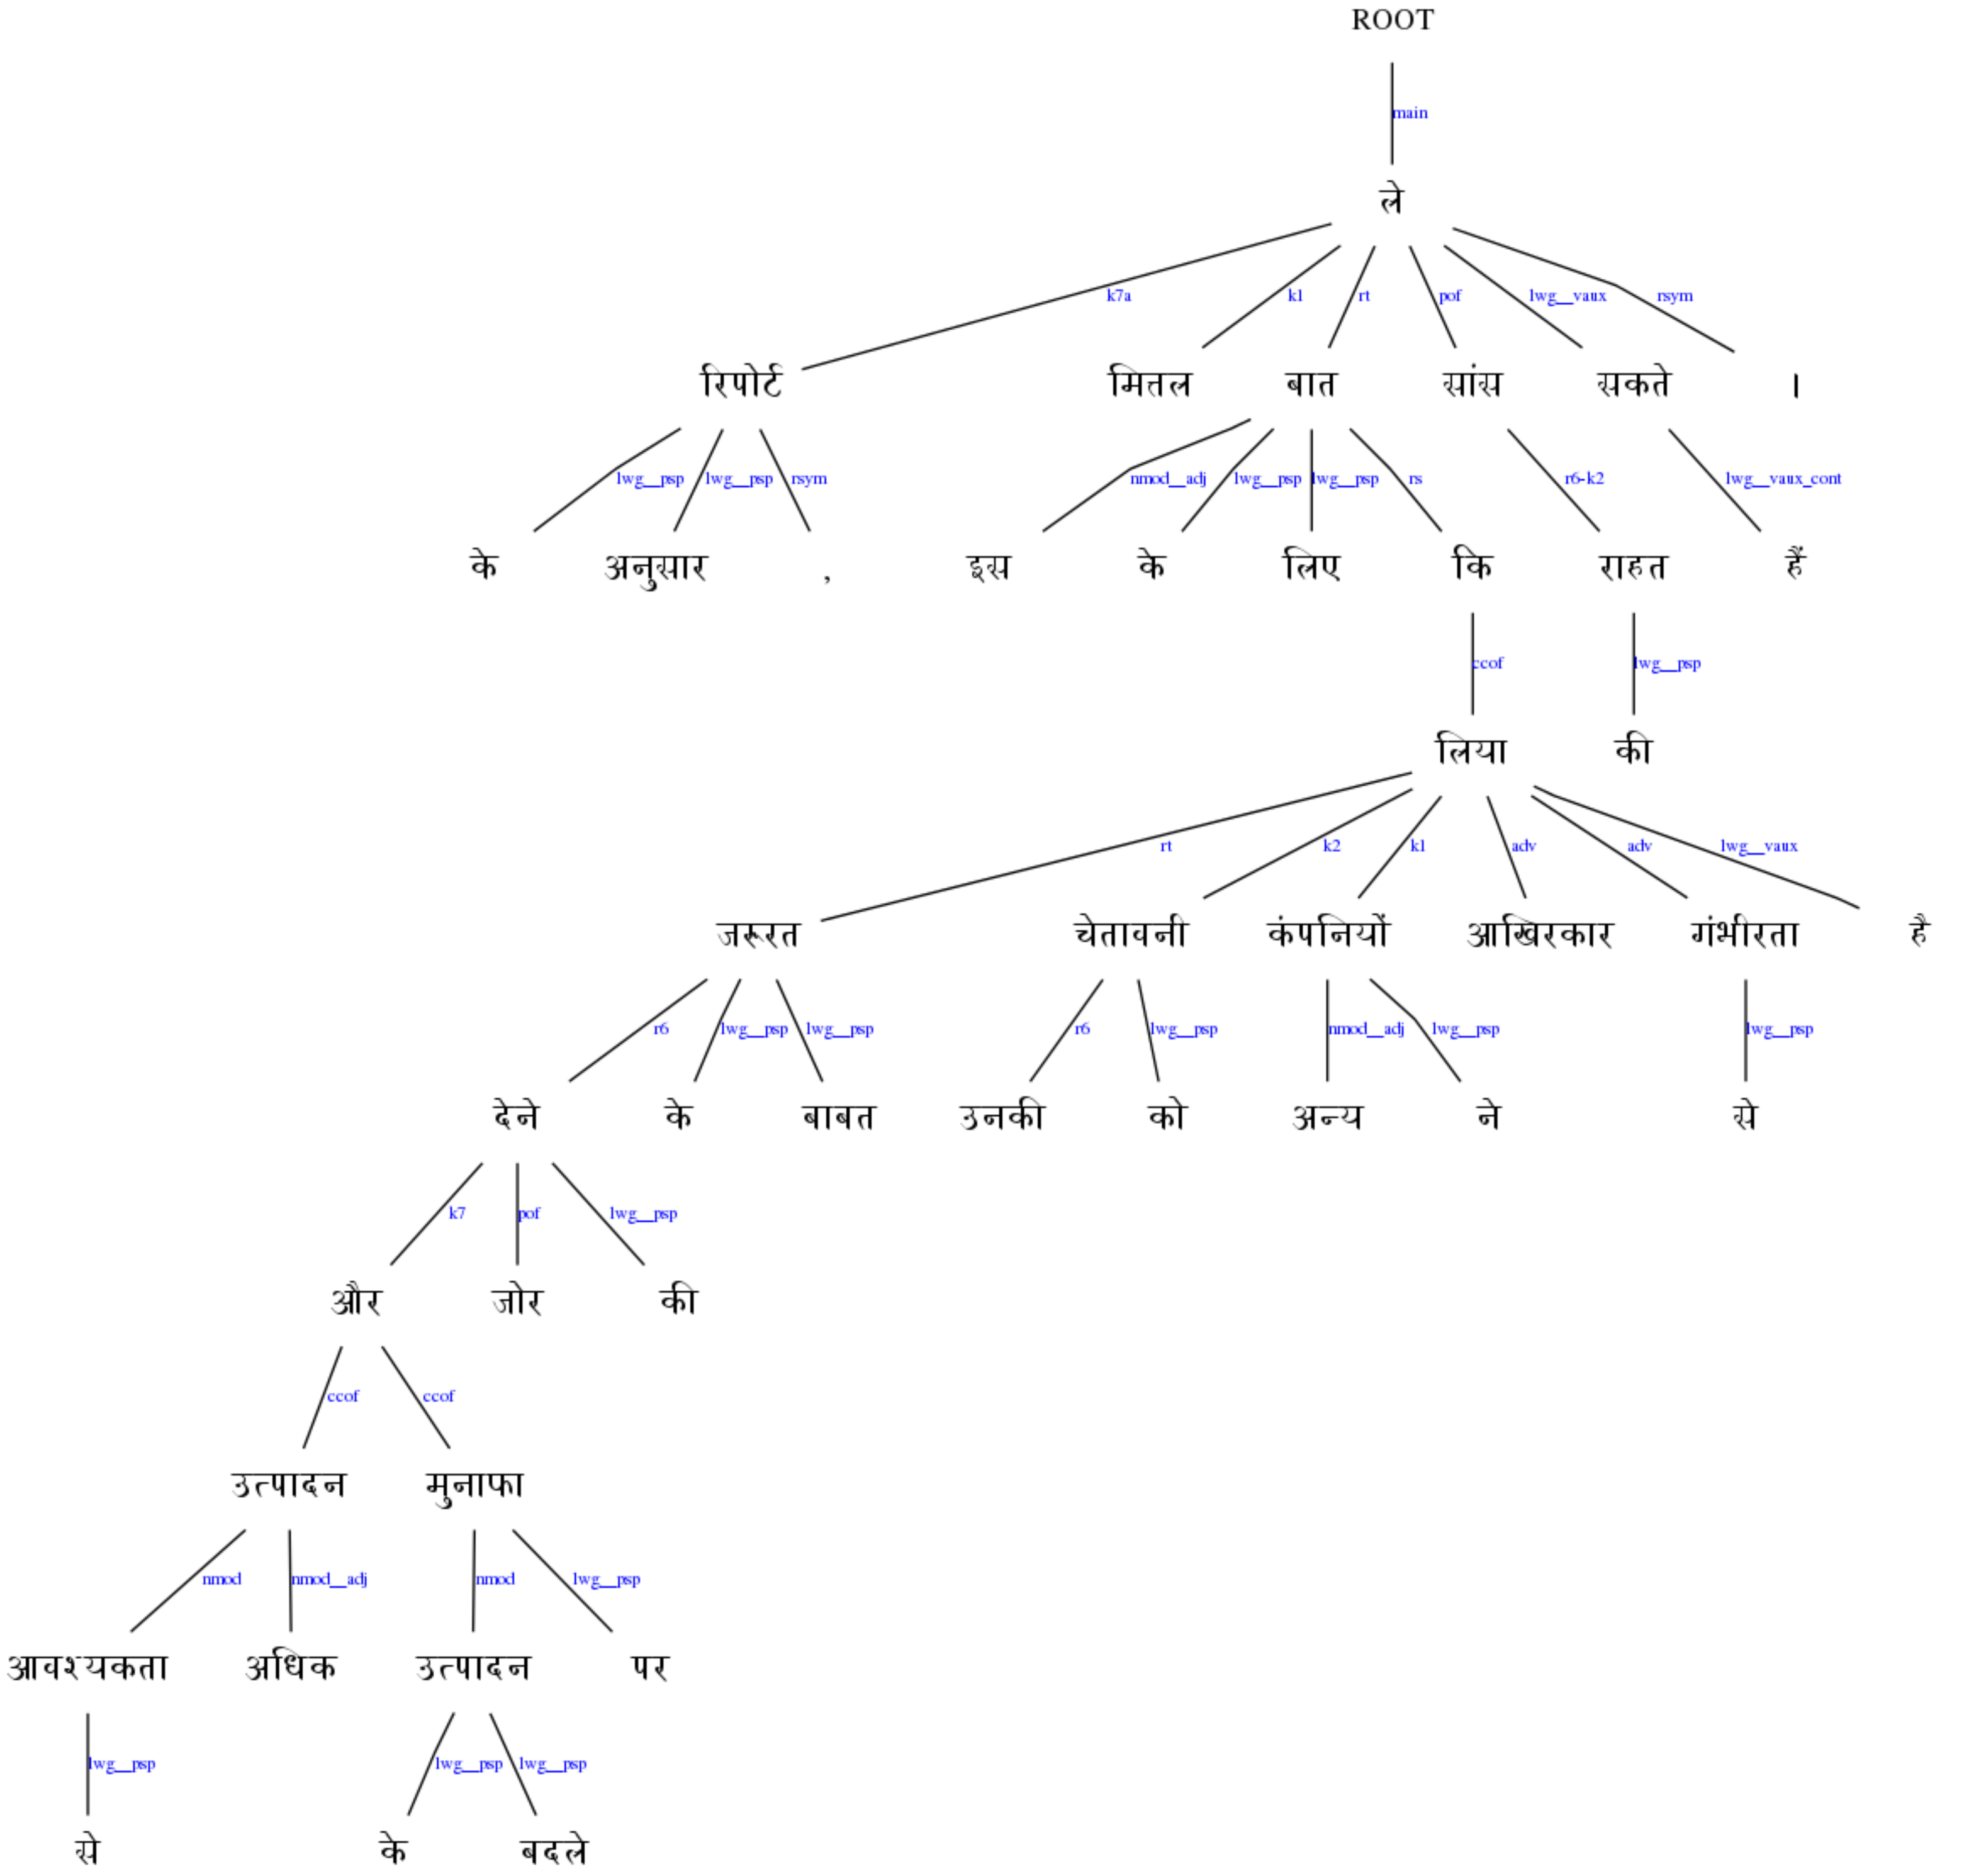 ROOT
main
ले
k7a k1 rt pof lwg__vaux rsym
रिपोर्ट मित्तल बात सांस सकते ।
lwg__psp lwg__psp rsym nmod__adj lwg__psp lwg__psp rs r6-k2 lwg__vaux_cont
के अनुसार , इस के लिए कि राहत हैं
ccof lwg__psp
लिया की
rt k2 k1 adv adv lwg__vaux
जरूरत चेतावनी कंपनियों आखिरकार गंभीरता है
r6 lwg__psp lwg__psp r6 lwg__psp nmod__adj lwg__psp lwg__psp
देने के बाबत उनकी को अन्य ने से
k7 pof lwg__psp
और जोर की
ccof ccof
उत्पादन मुनाफा
nmod nmod__adj nmod lwg__psp
आवश्यकता अधिक उत्पादन पर
lwg__psp lwg__psp lwg__psp
से के बदले